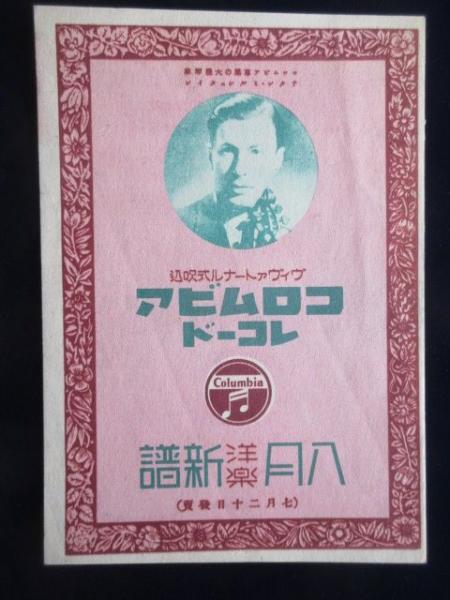 ヴィヴァトーナル式吹込
コロムビア
レコード
Columbia
八月洋楽新譜
(七月二十日發賣)